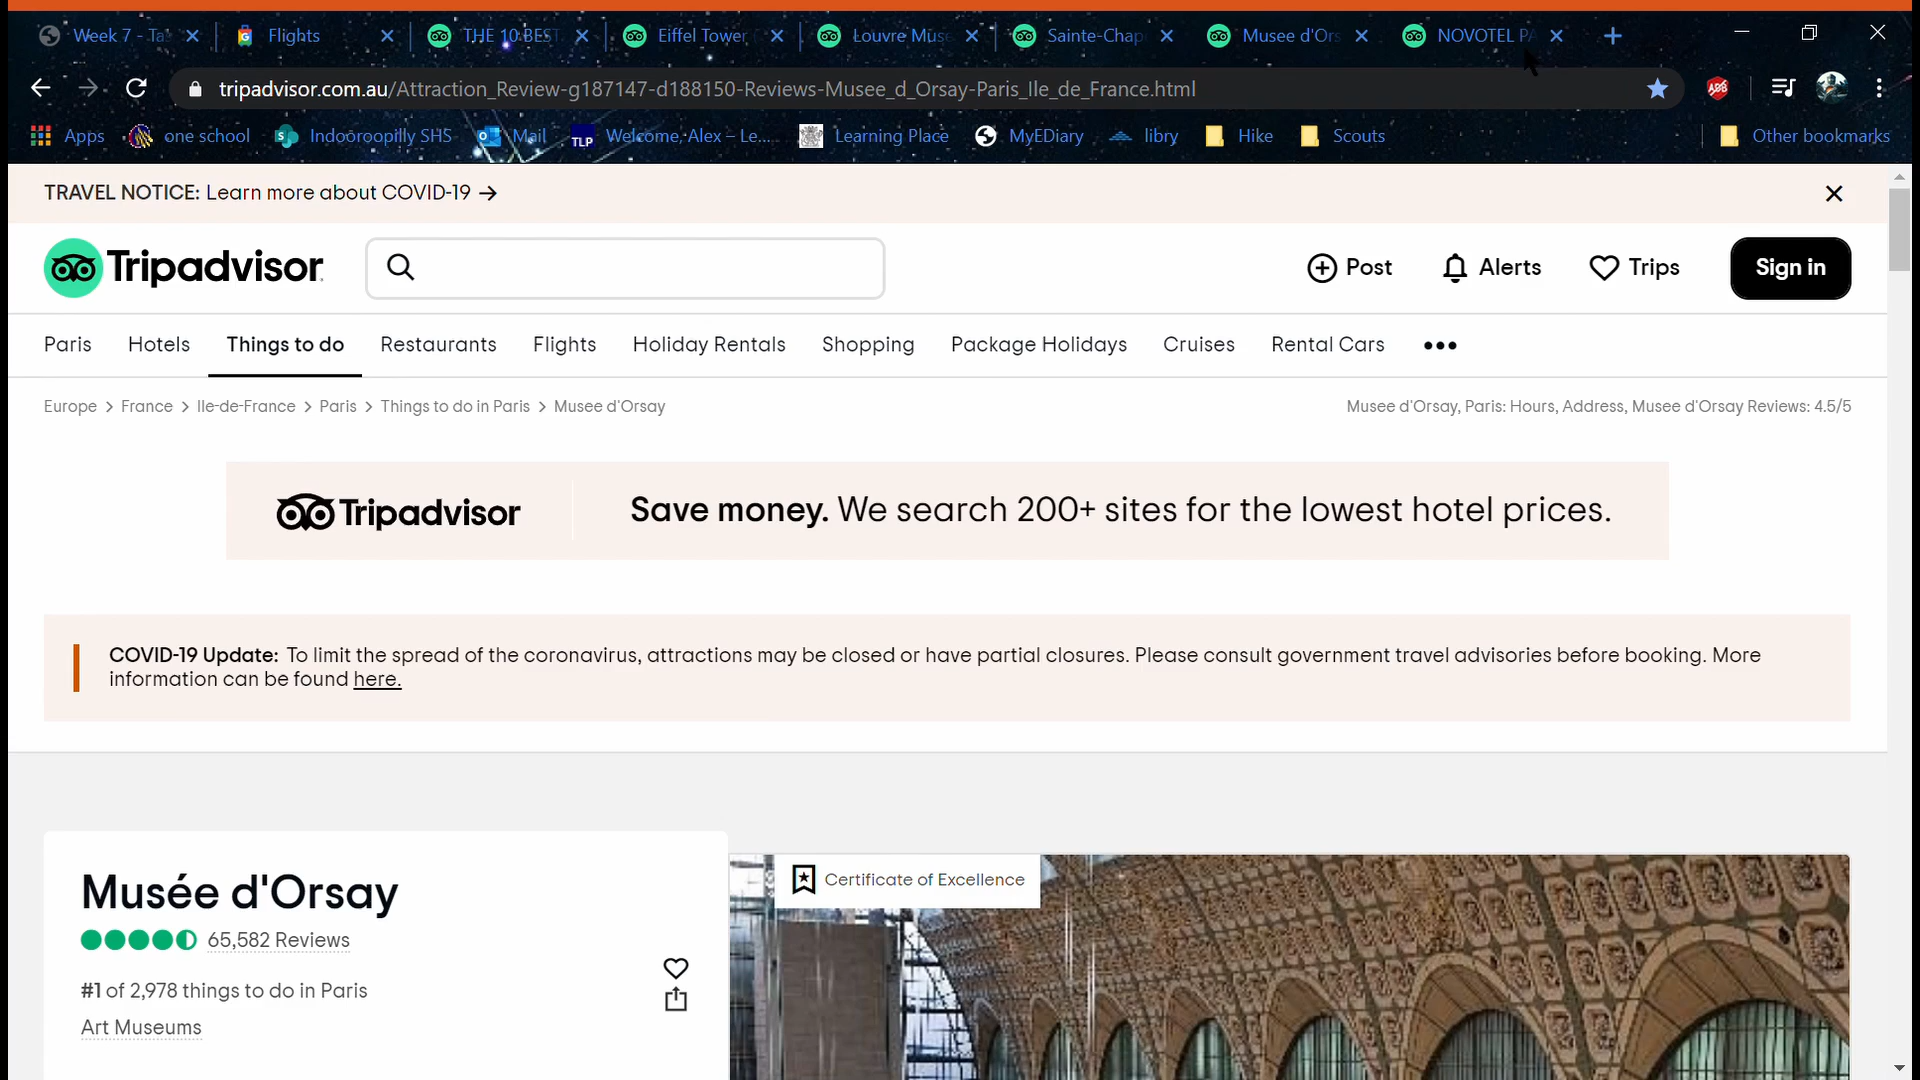 Week 7 - Ta
Flights
THE 10 BEST
Eiffel Tower
Louvre Mus
Sainte-Chap
Musee d'Ors
NOVOTEL PA
tripadvisor.com.au/Attraction_Review-g187147-d188150-Reviews-Musee_d_Orsay-Paris_Ile_de_France.html
ABP
Apps
one school
Indooroopilly SHS
Mail
TLP
Welcome, Alex – Le...
Learning Place
MyEDiary
libry
Hike
Scouts
Other bookmarks
TRAVEL NOTICE: Learn more about COVID-19 →
Tripadvisor
Post
Alerts
Trips
Sign in
Paris
Hotels
Things to do
Restaurants
Flights
Holiday Rentals
Shopping
Package Holidays
Cruises
Rental Cars
Europe > France > Ile-de-France > Paris > Things to do in Paris > Musee d'Orsay
Musee d'Orsay, Paris: Hours, Address, Musee d'Orsay Reviews: 4.5/5
Tripadvisor
Save money. We search 200+ sites for the lowest hotel prices.
COVID-19 Update: To limit the spread of the coronavirus, attractions may be closed or have partial closures. Please consult government travel advisories before booking. More
information can be found here.
Musée d'Orsay
65,582 Reviews
#1 of 2,978 things to do in Paris
Art Museums
Certificate of Excellence